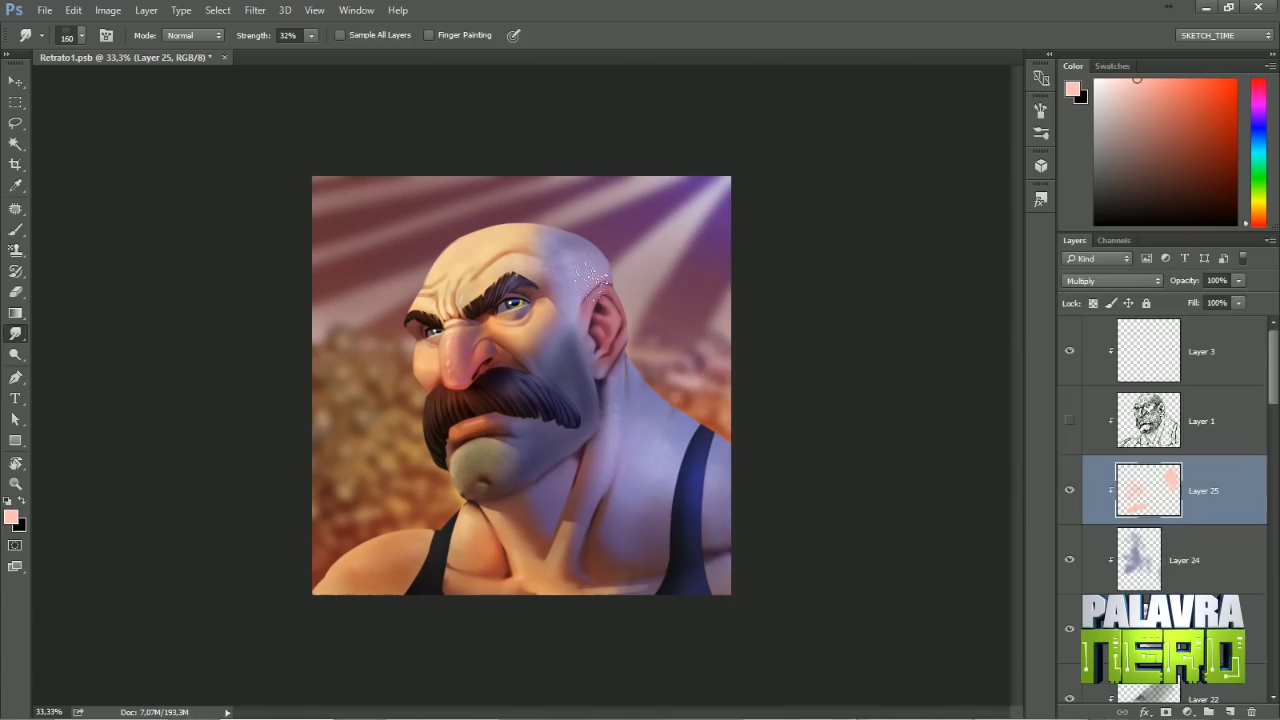 Ps File Edit Image Layer Type Select Filter 3D View Window Help
160 Mode: Normal Strength: 32% Sample All Layers Finger Painting SKETCH_TIME
Retrato1.psb @ 33,3% (Layer 25, RGB/8) * ×
Color Swatches
Layers Channels
Kind
Multiply Opacity: 100%
Lock: Fill: 100%
Layer 3
Layer 1
Layer 25
Layer 24
PALAVRA
NERD
Layer 22
33,33% Doc: 7,07M/193,3M